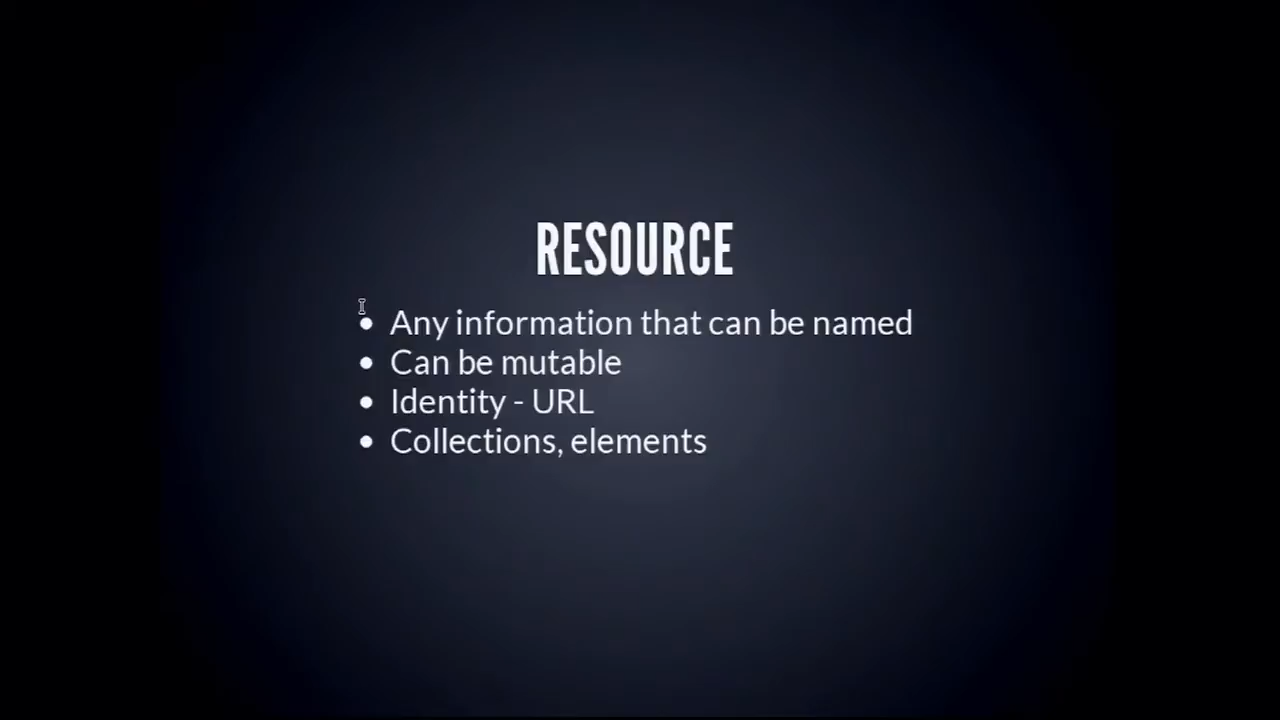 RESOURCE
• Any information that can be named
• Can be mutable
• Identity - URL
• Collections, elements